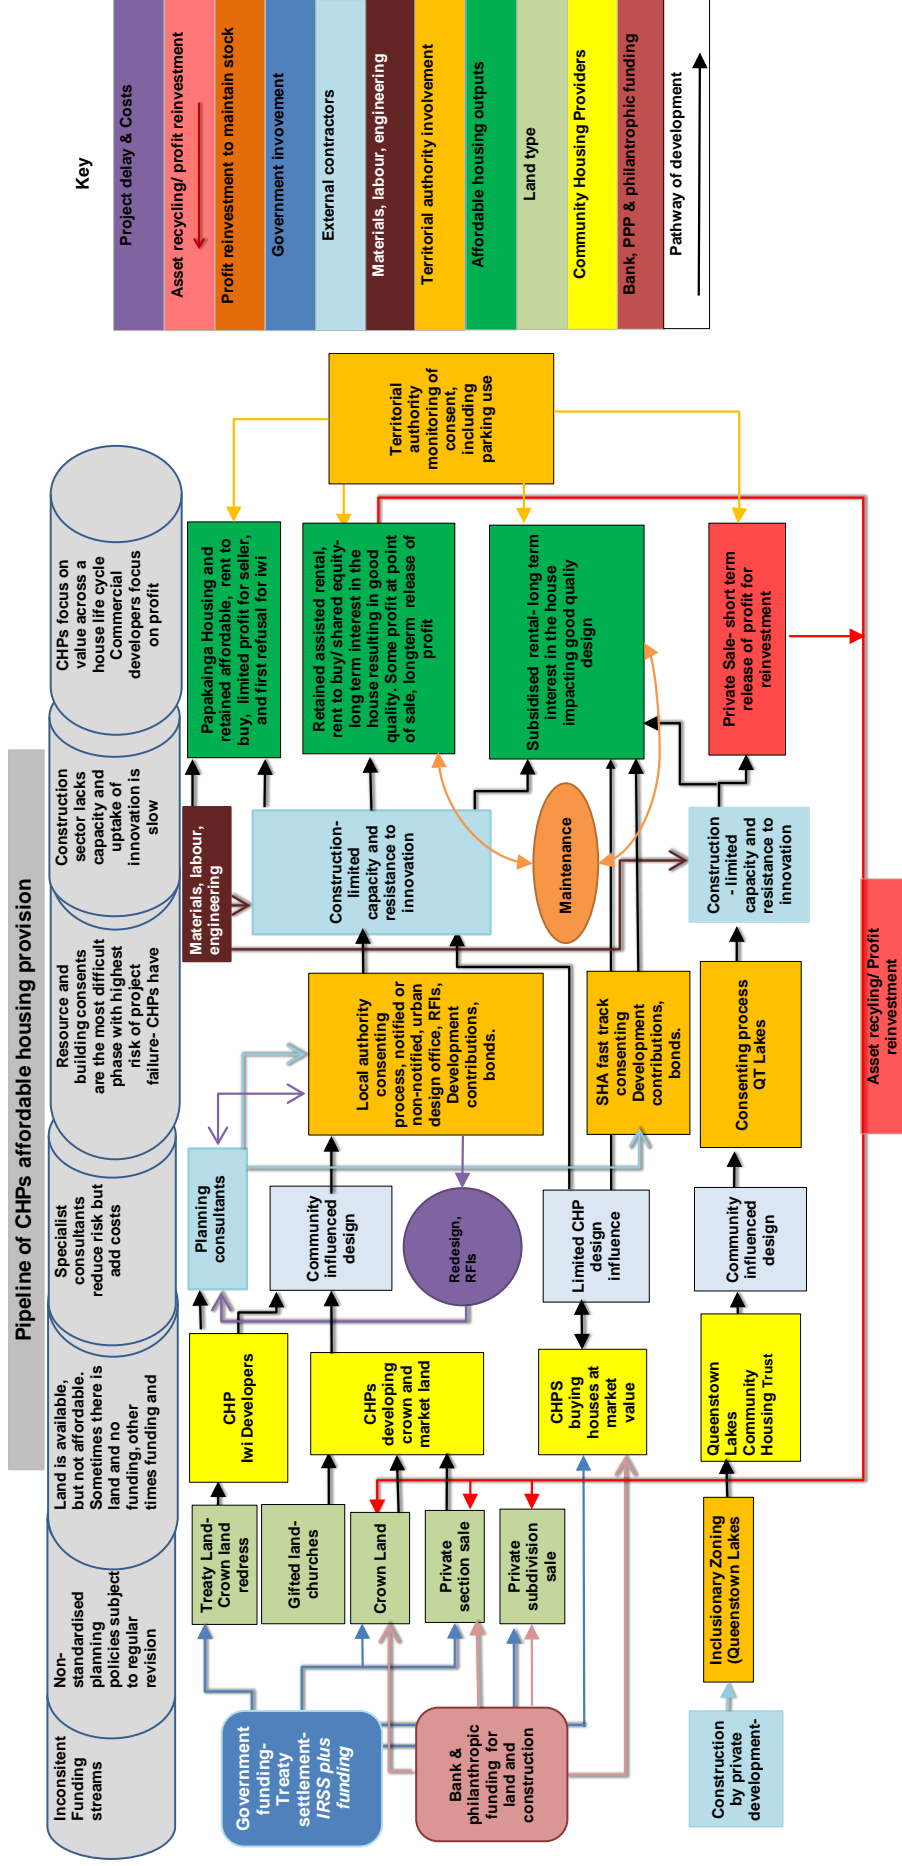 Pipeline of CHPs affordable housing provision
Inconsitent
Funding
streams
Non-
standardised
planning
policies subject
to regular
revision
Land is available,
but not affordable.
Sometimes there is
land and no
funding, other
times funding and
Specialist
consultants
reduce risk but
add costs
Resource and
building consents
are the most difficult
phase with highest
risk of project
failure- CHPs have
Construction
sector lacks
capacity and
uptake of
innovation is
slow
CHPs focus on
value across a
house life cycle
Commercial
developers focus
on profit
Government
funding-
Treaty
settlement-
IRSS plus
funding
Bank &
philanthropic
funding for
land and
construction
Construction
by private
development-
Treaty Land-
Crown land
redress
Gifted land-
churches
Crown Land
Private
section sale
Private
subdivision
sale
Inclusionary Zoning
(Queenstown Lakes
CHP
Iwi Developers
CHPs
developing
crown and
market land
CHPS
buying
houses at
market
value
Queenstown
Lakes
Community
Housing Trust
Planning
consultants
Community
influenced
design
Redesign,
RFIs
Limited CHP
design
influence
Community
influenced
design
Local authority
consenting
process, notified or
non-notified, urban
design office, RFIs,
Development
contributions,
bonds.
SHA fast track
consenting
Development
contributions,
bonds.
Consenting process
QT Lakes
Materials, labour,
engineering
Construction-
limited
capacity and
resistance to
innovation
Maintenance
Construction
- limited
capacity and
resistance to
innovation
Asset recyling/ Profit
reinvestment
Papakainga Housing and
retained affordable, rent to
buy, limited profit for seller,
and first refusal for iwi
Retained assisted rental,
rent to buy/ shared equity-
long term interest in the
house resulting in good
quality. Some profit at point
of sale, longterm release of
profit
Subsidised rental- long term
interest in the house
impacting good qualiy
design
Private Sale- short term
release of profit for
reinvestment
Territorial
authority
monitoring of
consent,
including
parking use
Key
Project delay & Costs
Asset recycling/ profit reinvestment
Profit reinvestment to maintain stock
Government invovement
External contractors
Materials, labour, engineering
Territorial authority involvement
Affordable housing outputs
Land type
Community Housing Providers
Bank, PPP & philanthropic funding
Pathway of development